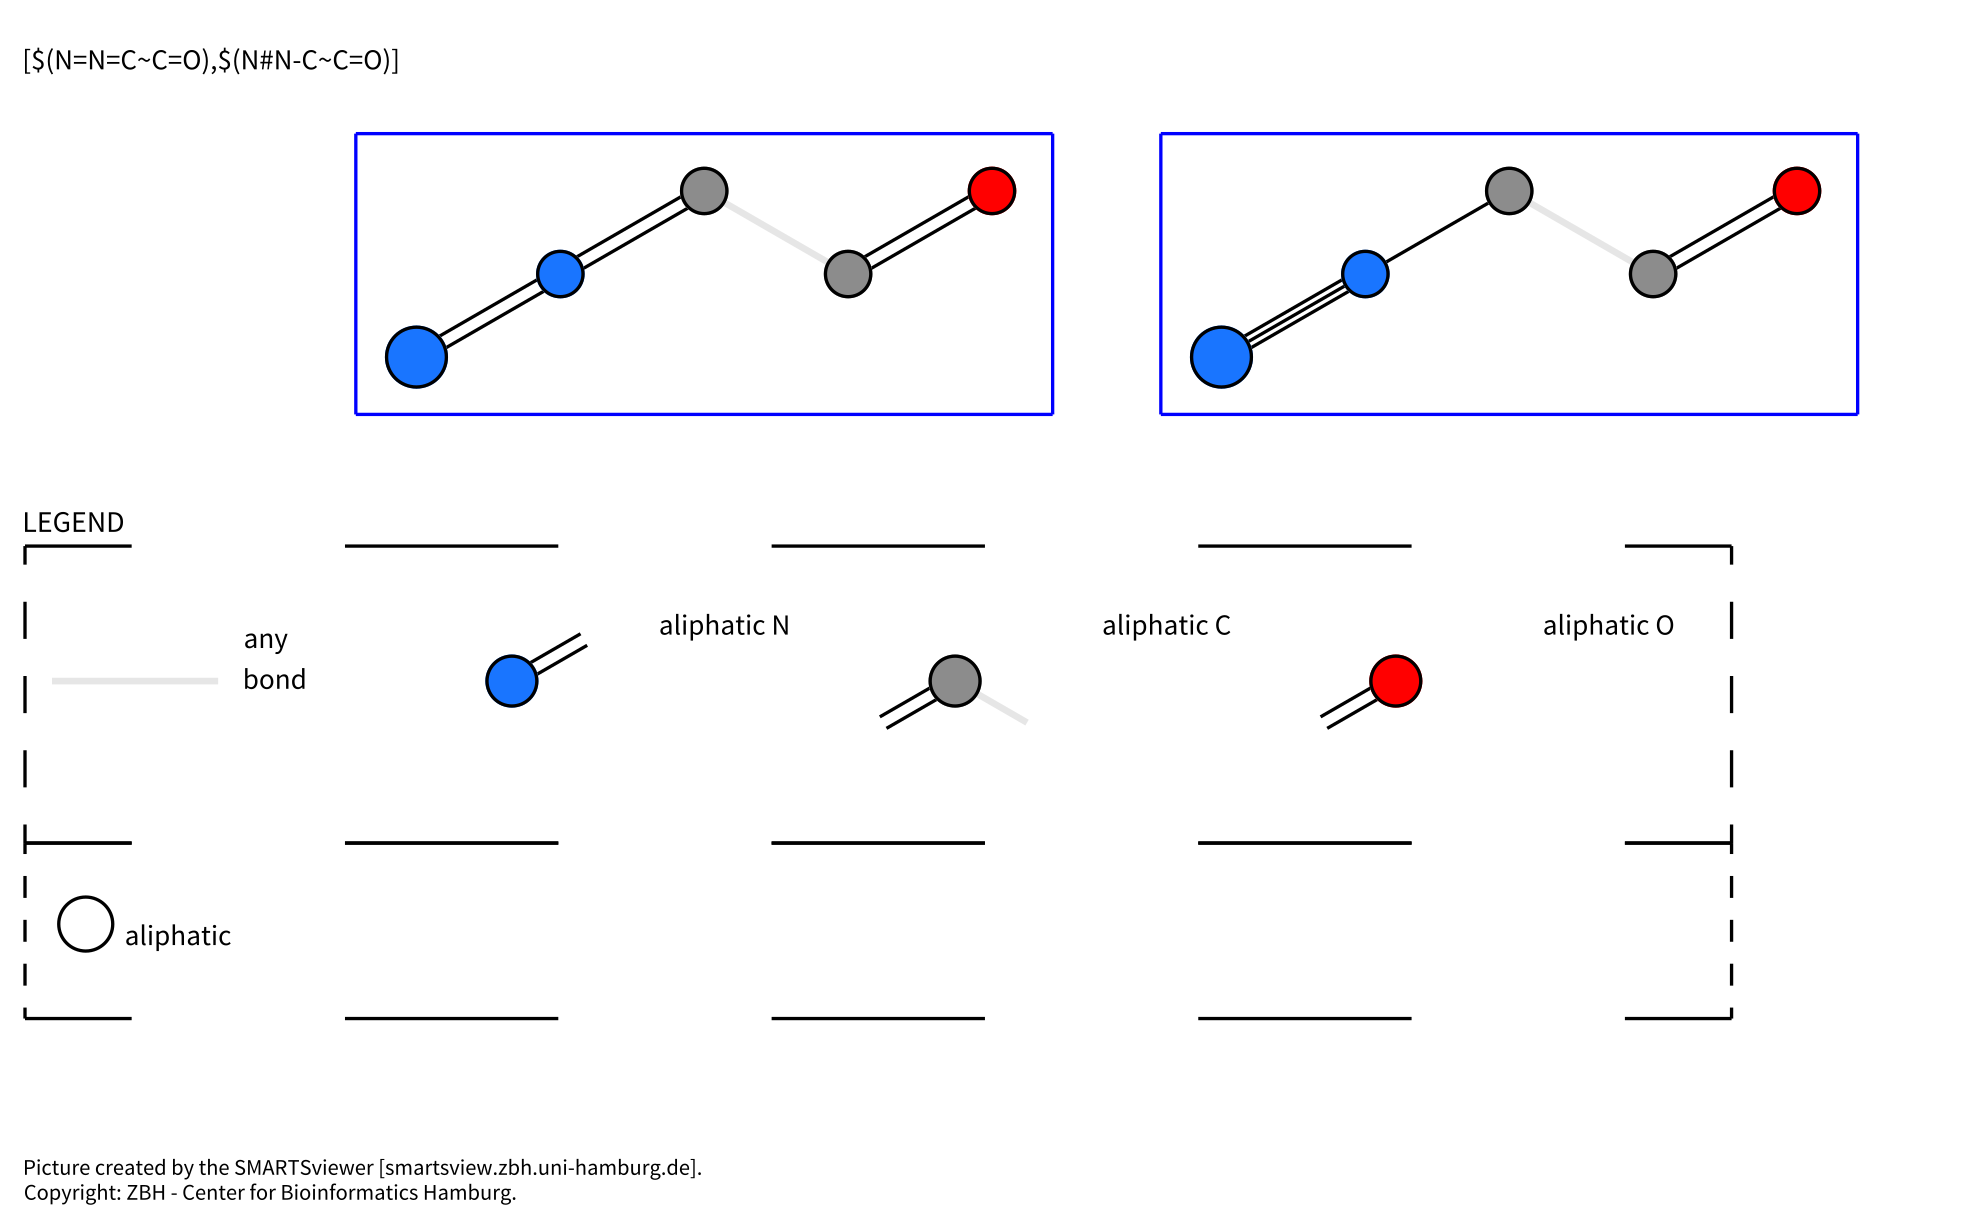 [$(N=N=C~C=O),$(N#N-C~C=O)]
LEGEND
any
bond
aliphatic N
aliphatic C
aliphatic O
aliphatic
Picture created by the SMARTSviewer [smartsview.zbh.uni-hamburg.de].
Copyright: ZBH - Center for Bioinformatics Hamburg.